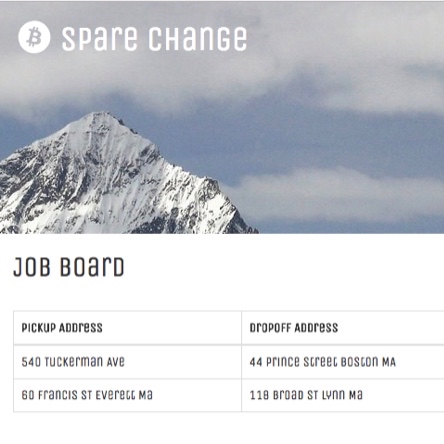 Spare Change
Job Board
Pickup Address Dropoff Address
540 Tuckerman Ave 44 Prince Street Boston MA
60 Francis ST Everett Ma 118 Broad ST Lynn Ma